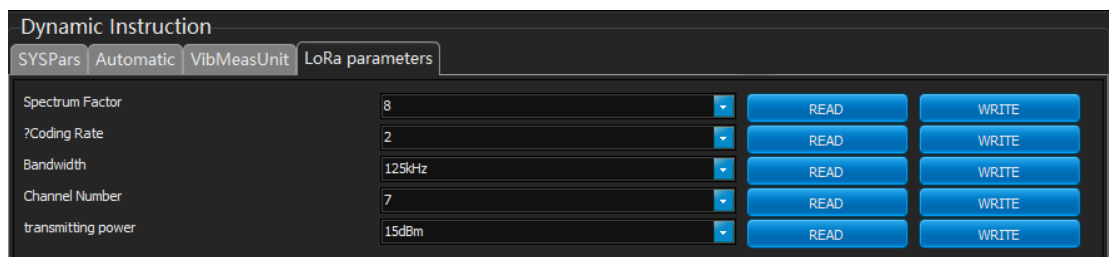 Dynamic Instruction
SYSPars Automatic VibMeasUnit LoRa parameters
Spectrum Factor 8 READ WRITE
?Coding Rate 2 READ WRITE
Bandwidth 125kHz READ WRITE
Channel Number 7 READ WRITE
transmitting power 15dBm READ WRITE